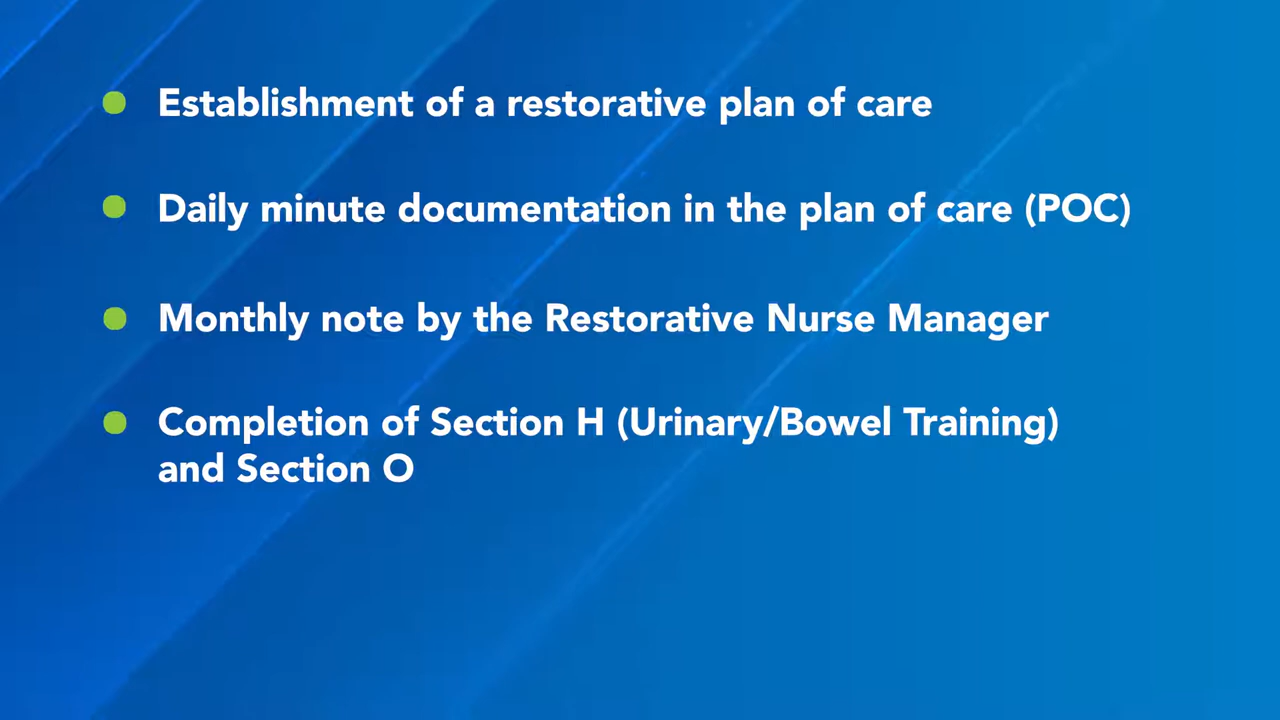 Establishment of a restorative plan of care
Daily minute documentation in the plan of care (POC)
Monthly note by the Restorative Nurse Manager
Completion of Section H (Urinary/Bowel Training)
and Section O